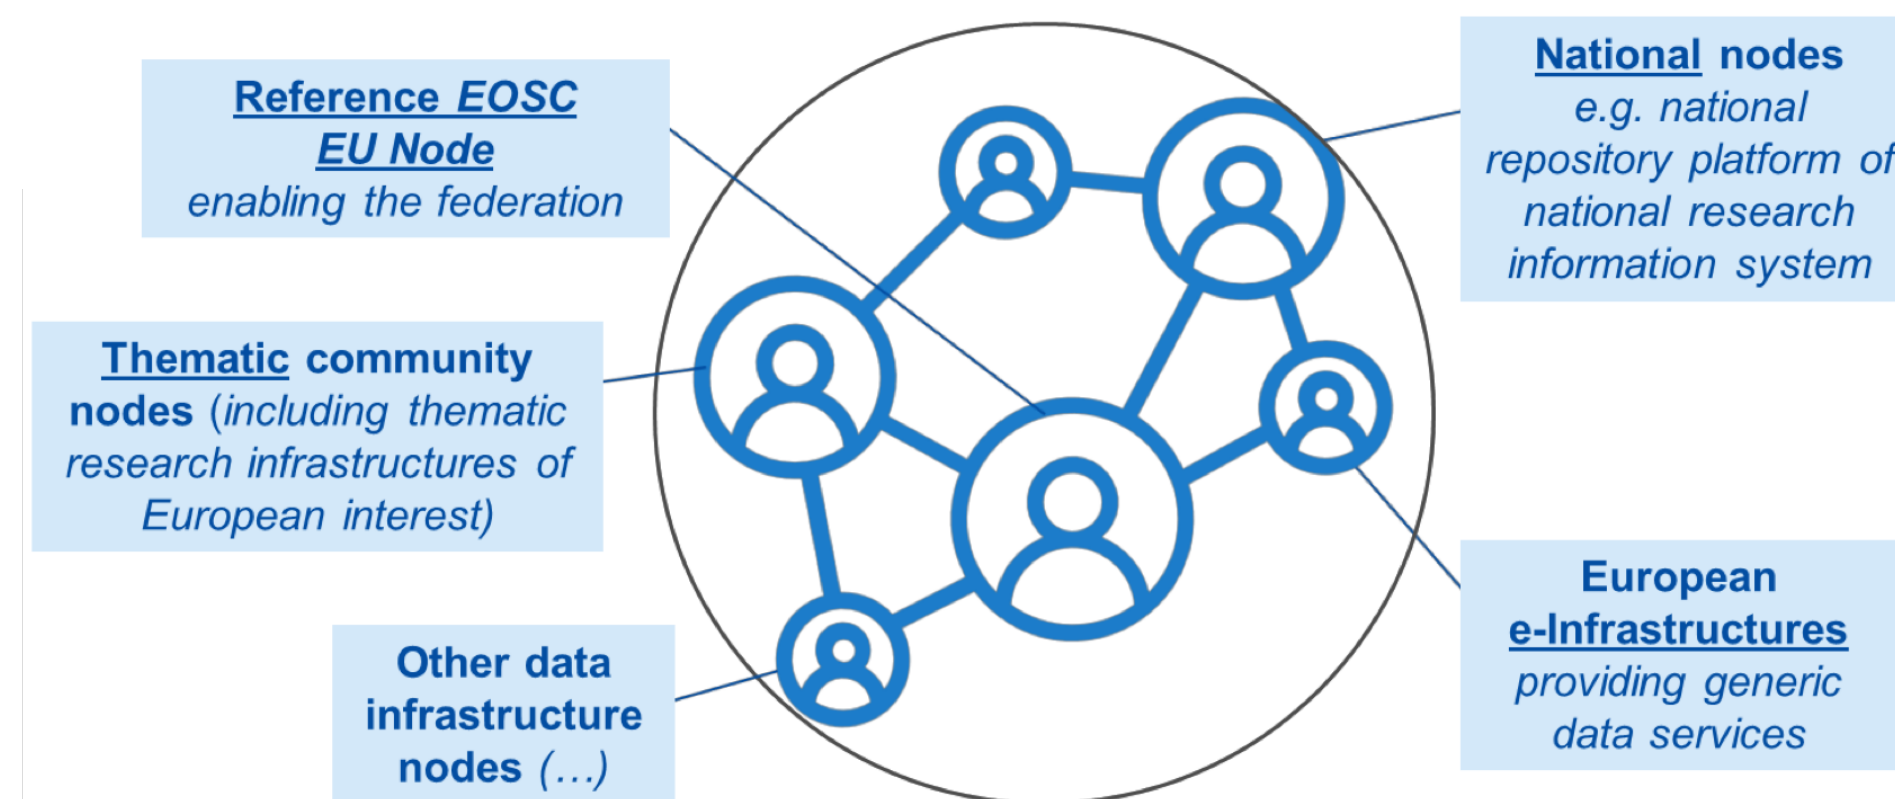 Reference EOSC
EU Node
enabling the federation
National nodes
e.g. national
repository platform of
national research
information system
Thematic community
nodes (including thematic
research infrastructures of
European interest)
Other data
infrastructure
nodes (…)
European
e-Infrastructures
providing generic
data services